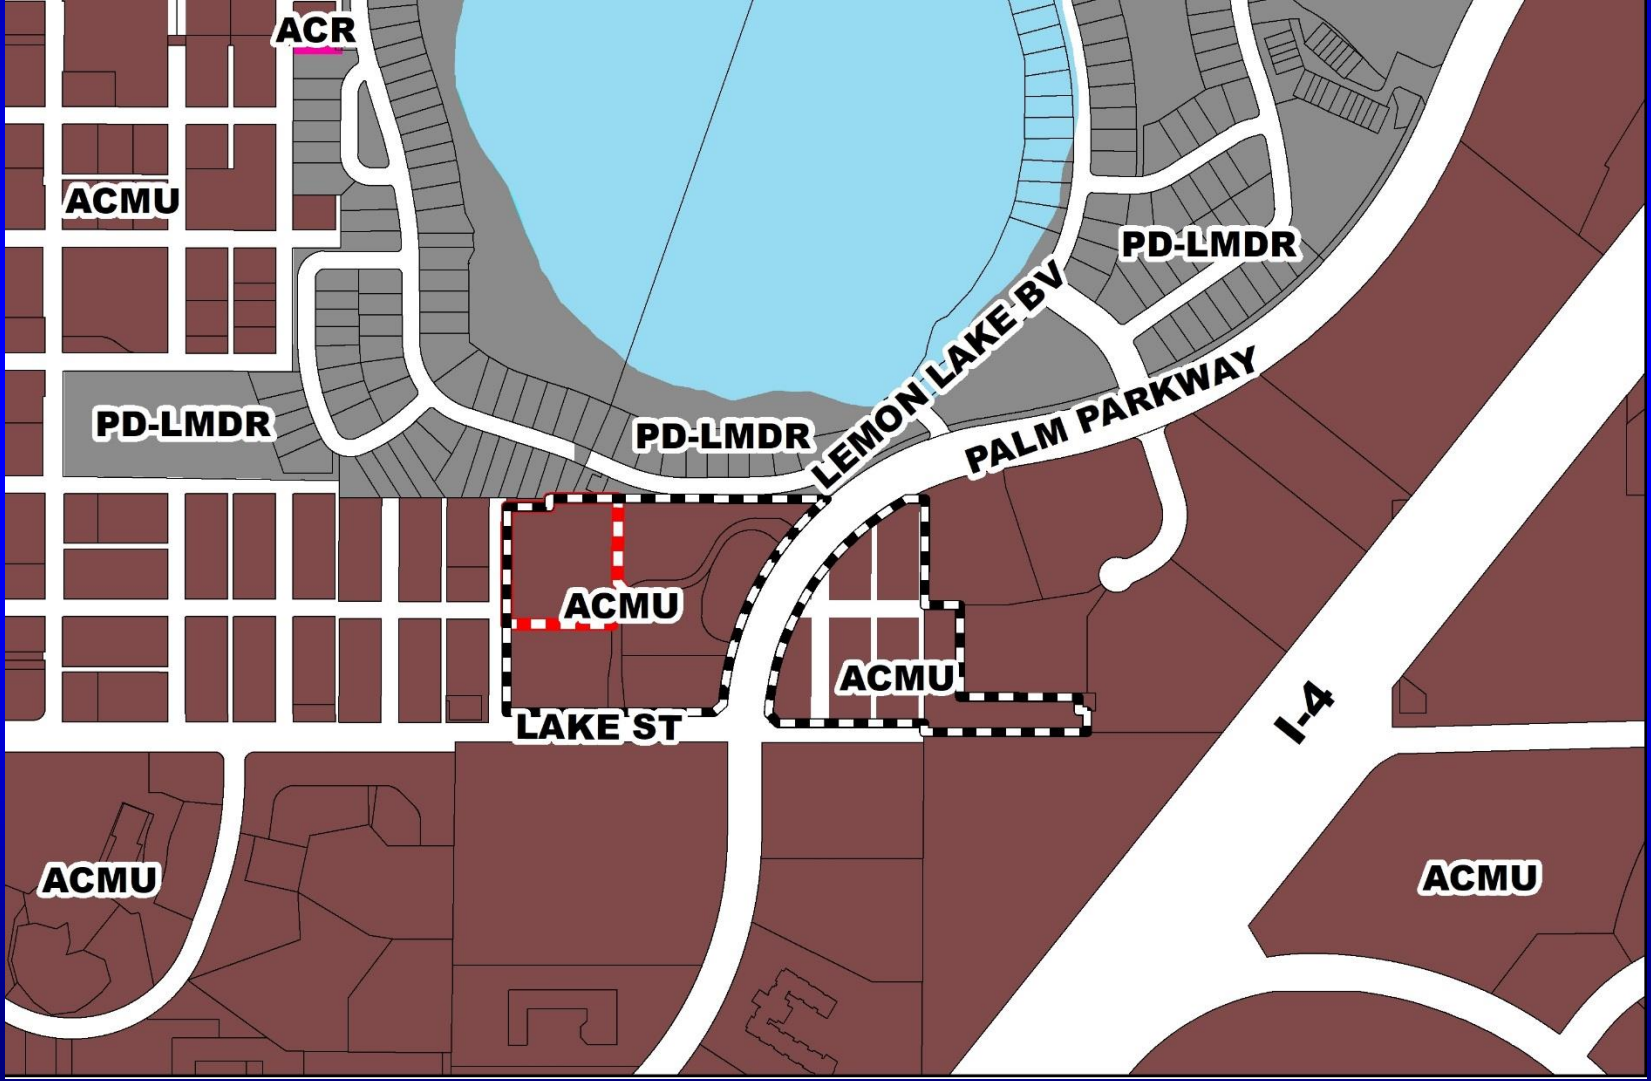 ACR
ACMU
PD-LMDR
LEMON LAKE BV
PALM PARKWAY
PD-LMDR
PD-LMDR
ACMU
ACMU
LAKE ST
I-4
ACMU
ACMU